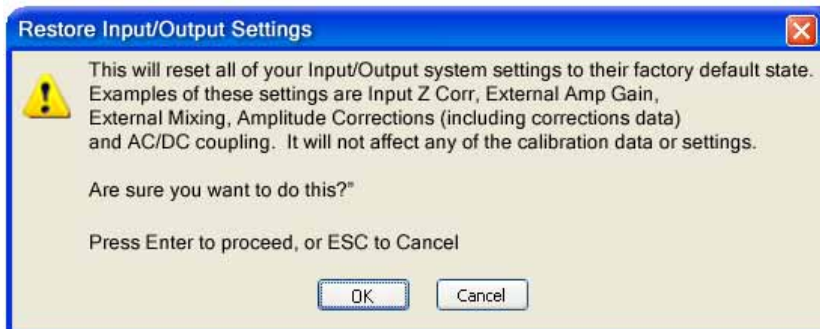 Restore Input/Output Settings
This will reset all of your Input/Output system settings to their factory default state.
Examples of these settings are Input Z Corr, External Amp Gain,
External Mixing, Amplitude Corrections (including corrections data)
and AC/DC coupling. It will not affect any of the calibration data or settings.
Are sure you want to do this?"
Press Enter to proceed, or ESC to Cancel
OK
Cancel